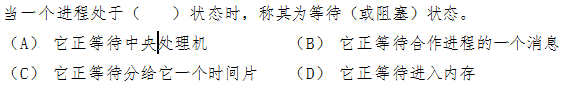 当一个进程处于（　　）状态时，称其为等待（或阻塞）状态。
（A） 它正等待中央处理机　　（B） 它正等待合作进程的一个消息
（C） 它正等待分给它一个时间片　　（D） 它正等待进入内存